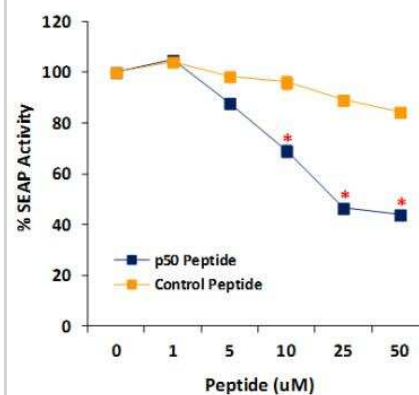 120
100
80
60
40
20
0
% SEAP Activity
*
*
*
p50 Peptide
Control Peptide
0 1 5 10 25 50
Peptide (uM)